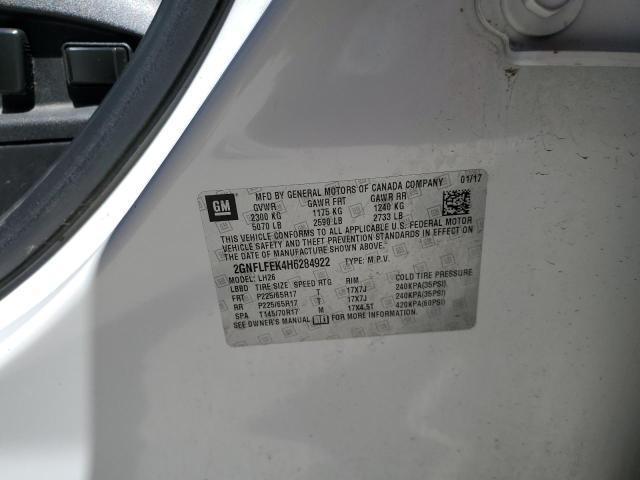 GM
MFD BY GENERAL MOTORS OF CANADA COMPANY 01/17
GVWR GAWR FRT GAWR RR
2300 KG 1175 KG 1240 KG
5070 LB 2590 LB 2733 LB
THIS VEHICLE CONFORMS TO ALL APPLICABLE U.S. FEDERAL MOTOR
VEHICLE SAFETY AND THEFT PREVENTION STANDARDS IN EFFECT ON
THE DATE OF MANUFACTURE SHOWN ABOVE.
2GNFLFEK4H6284922 TYPE: M.P.V.
MODEL: LH26 COLD TIRE PRESSURE
LBBD TIRE SIZE SPEED RTG RIM
FRT P225/65R17 T 17X7J 240KPA(35PSI)
RR P225/65R17 T 17X7J 240KPA(35PSI)
SPA T145/70R17 M 17X4.5T 420KPA(60PSI)
SEE OWNER'S MANUAL